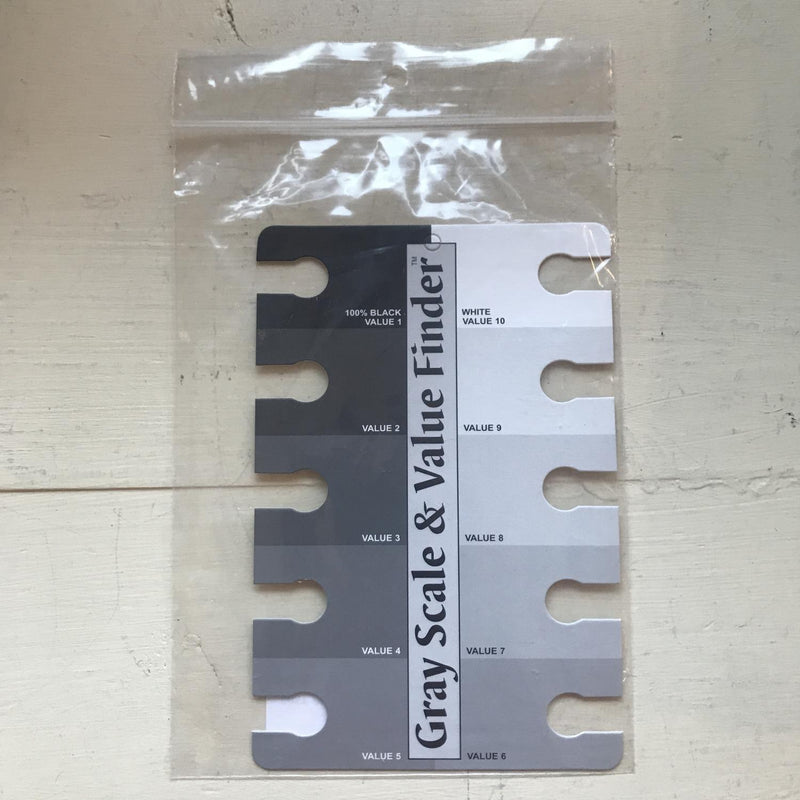 Gray Scale & Value Finder™
100% BLACK
VALUE 1
WHITE
VALUE 10
VALUE 2
VALUE 9
VALUE 3
VALUE 8
VALUE 4
VALUE 7
VALUE 5
VALUE 6